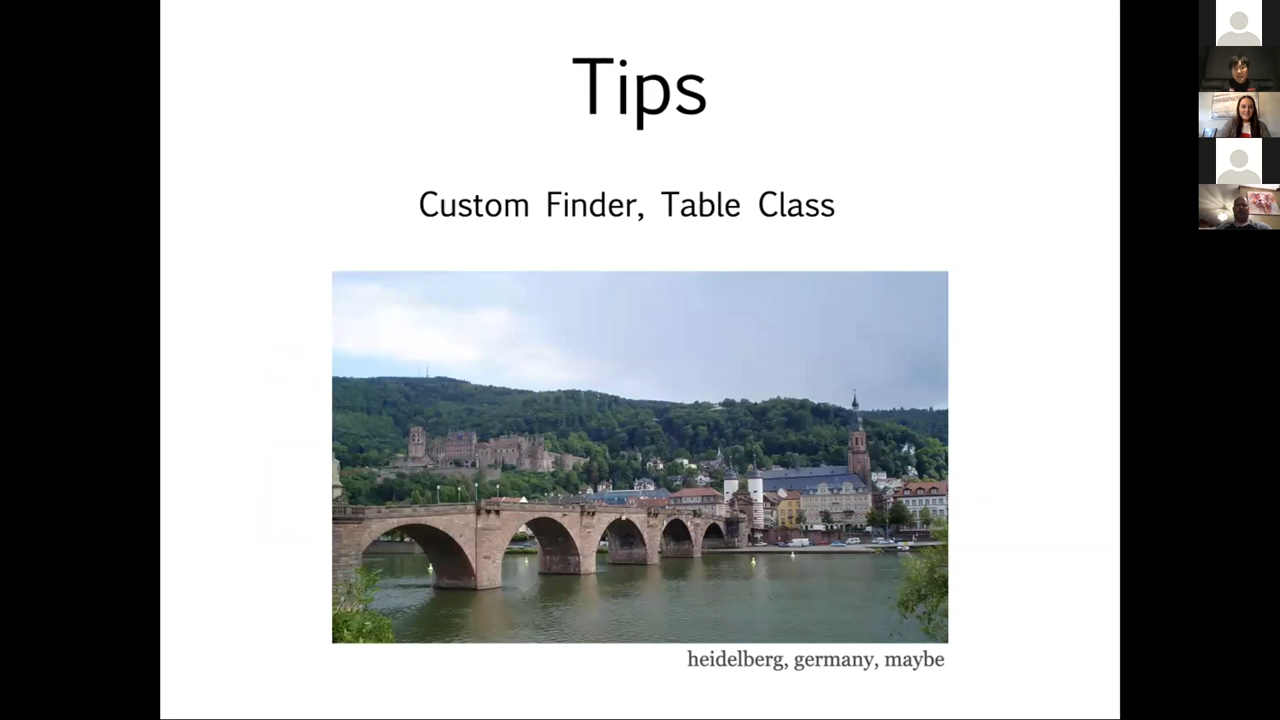 Tips
Custom Finder, Table Class
heidelberg, germany, maybe